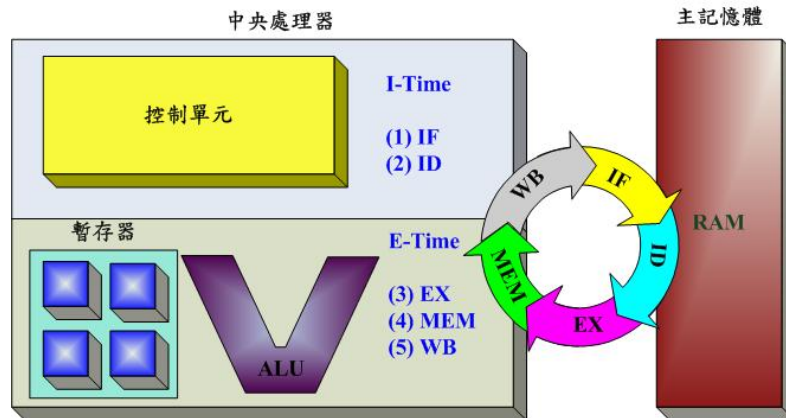 中央處理器
主記憶體
控制單元
I-Time
(1) IF
(2) ID
暫存器
E-Time
(3) EX
(4) MEM
(5) WB
ALU
WB
IF
ID
EX
MEM
RAM